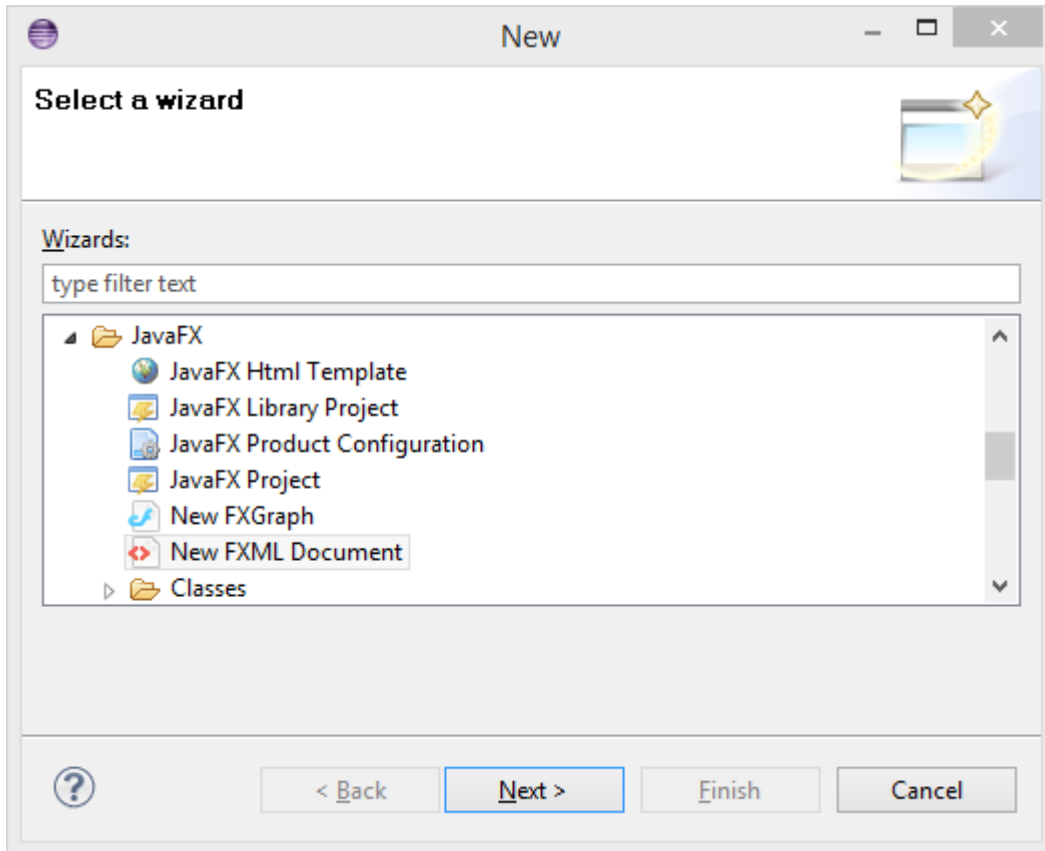 New
Select a wizard
Wizards:
type filter text
JavaFX
JavaFX Html Template
JavaFX Library Project
JavaFX Product Configuration
JavaFX Project
New FXGraph
New FXML Document
Classes
? < Back Next > Finish Cancel